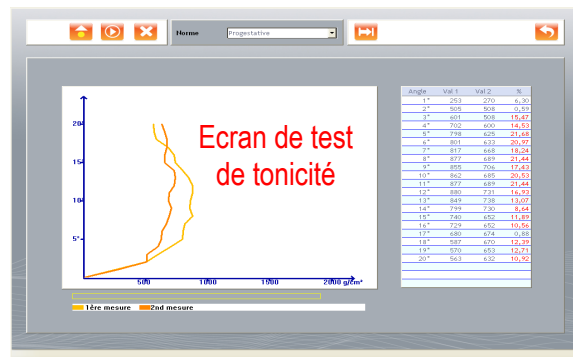 Norme Progestative
Ecran de test
de tonicité
20°
15°
10°
5°
0 500 1000 1500 2000 g/cm²
1ère mesure 2nd mesure
Angle Val 1 Val 2 %
1° 253 270 6,30
2° 505 508 0,59
3° 601 508 15,47
4° 702 600 14,53
5° 798 625 21,68
6° 801 633 20,97
7° 817 668 18,24
8° 877 689 21,44
9° 855 706 17,43
10° 862 685 20,53
11° 877 689 21,44
12° 880 731 16,93
13° 849 738 13,07
14° 799 730 8,64
15° 740 652 11,89
16° 729 652 10,56
17° 680 674 0,88
18° 587 670 12,39
19° 570 653 12,71
20° 563 632 10,92